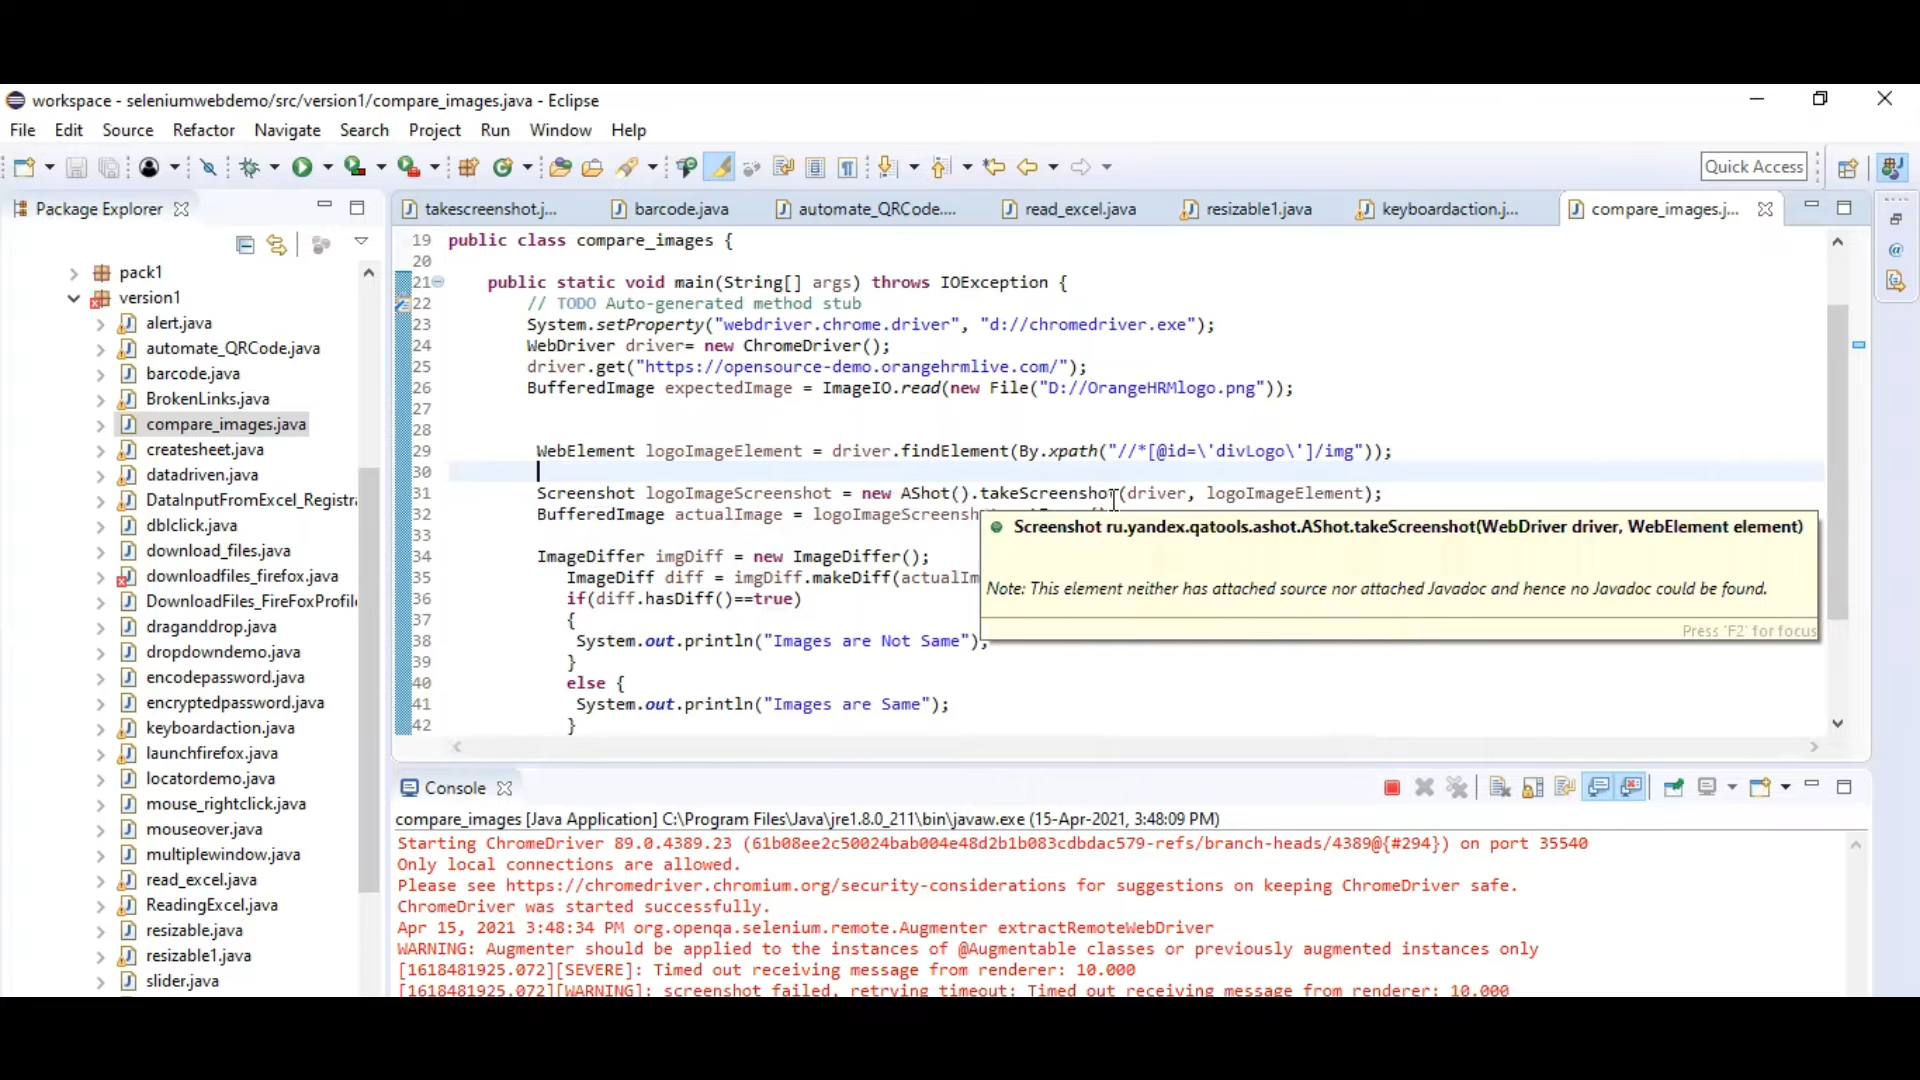 workspace - seleniumwebdemo/src/version1/compare_images.java - Eclipse
File Edit Source Refactor Navigate Search Project Run Window Help
Quick Access
Package Explorer
takescreenshot.j... barcode.java automate_QRCode.... read_excel.java resizable1.java keyboardaction.j... compare_images.j...
pack1
version1
alert.java
automate_QRCode.java
barcode.java
BrokenLinks.java
compare_images.java
createsheet.java
datadriven.java
DataInputFromExcel_Registra
dblclick.java
download_files.java
downloadfiles_firefox.java
DownloadFiles_FireFoxProfile
draganddrop.java
dropdowndemo.java
encodepassword.java
encryptedpassword.java
keyboardaction.java
launchfirefox.java
locatordemo.java
mouse_rightclick.java
mouseover.java
multiplewindow.java
read_excel.java
ReadingExcel.java
resizable.java
resizable1.java
slider.java
19 public class compare_images {
20
21 public static void main(String[] args) throws IOException {
22 // TODO Auto-generated method stub
23 System.setProperty("webdriver.chrome.driver", "d://chromedriver.exe");
24 WebDriver driver= new ChromeDriver();
25 driver.get("https://opensource-demo.orangehrmlive.com/");
26 BufferedImage expectedImage = ImageIO.read(new File("D://OrangeHRMlogo.png"));
27
28
29 WebElement logoImageElement = driver.findElement(By.xpath("//*[@id=\'divLogo\']/img"));
30
31 Screenshot logoImageScreenshot = new AShot().takeScreenshot(driver, logoImageElement);
32 BufferedImage actualImage = logoImageScreensh
33
34 ImageDiffer imgDiff = new ImageDiffer();
35 ImageDiff diff = imgDiff.makeDiff(actualIm
36 if(diff.hasDiff()==true)
37 {
38 System.out.println("Images are Not Same");
39 }
40 else {
41 System.out.println("Images are Same");
42 }
Screenshot ru.yandex.qatools.ashot.AShot.takeScreenshot(WebDriver driver, WebElement element)
Note: This element neither has attached source nor attached Javadoc and hence no Javadoc could be found.
Press 'F2' for focus
Console
compare_images [Java Application] C:\Program Files\Java\jre1.8.0_211\bin\javaw.exe (15-Apr-2021, 3:48:09 PM)
Starting ChromeDriver 89.0.4389.23 (61b08ee2c50024bab004e48d2b1b083cdbdac579-refs/branch-heads/4389@{#294}) on port 35540
Only local connections are allowed.
Please see https://chromedriver.chromium.org/security-considerations for suggestions on keeping ChromeDriver safe.
ChromeDriver was started successfully.
Apr 15, 2021 3:48:34 PM org.openqa.selenium.remote.Augmenter extractRemoteWebDriver
WARNING: Augmenter should be applied to the instances of @Augmentable classes or previously augmented instances only
[1618481925.072][SEVERE]: Timed out receiving message from renderer: 10.000
[1618481925.072][WARNING]: screenshot failed, retrying timeout: Timed out receiving message from renderer: 10.000